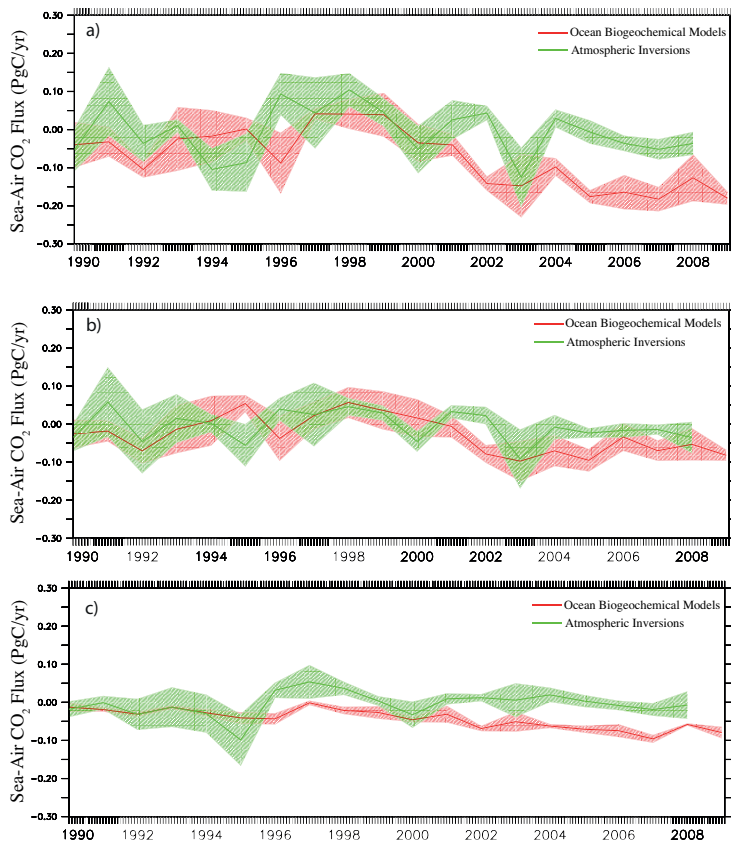 a)
Ocean Biogeochemical Models
Atmospheric Inversions
Sea-Air CO₂ Flux (PgC/yr)
0.30
0.20
0.10
0.00
-0.10
-0.20
-0.30
1990 1992 1994 1996 1998 2000 2002 2004 2006 2008
b)
Ocean Biogeochemical Models
Atmospheric Inversions
Sea-Air CO₂ Flux (PgC/yr)
0.30
0.20
0.10
0.00
-0.10
-0.20
-0.30
1990 1992 1994 1996 1998 2000 2002 2004 2006 2008
c)
Ocean Biogeochemical Models
Atmospheric Inversions
Sea-Air CO₂ Flux (PgC/yr)
0.30
0.20
0.10
0.00
-0.10
-0.20
-0.30
1990 1992 1994 1996 1998 2000 2002 2004 2006 2008